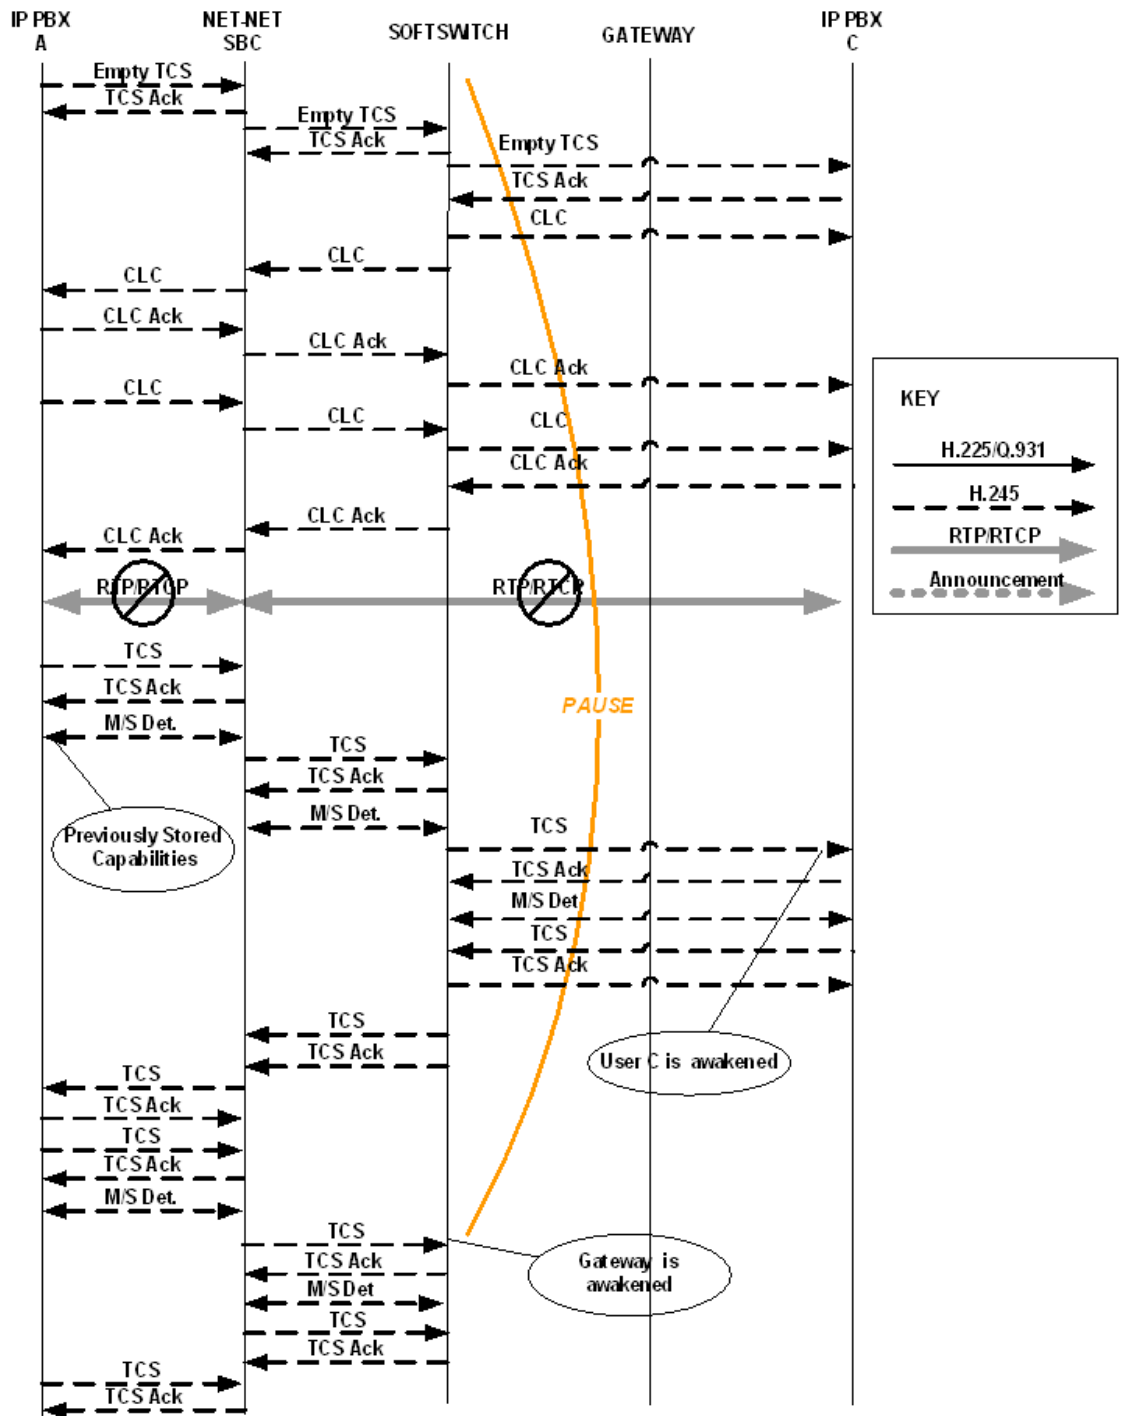 IP PBX
A
NET-NET
SBC
SOFTSWITCH
GATEWAY
IP PBX
C
Empty TCS
TCS Ack
Empty TCS
TCS Ack
Empty TCS
TCS Ack
CLC
CLC
CLC
CLC Ack
CLC Ack
CLC Ack
CLC
CLC
CLC
CLC Ack
CLC Ack
CLC Ack
KEY
H.225/Q.931
H.245
RTP/RTCP
Announcement
RTP/RTCP
RTP/RTCP
TCS
TCS Ack
M/S Det.
PAUSE
TCS
TCS Ack
M/S Det.
Previously Stored
Capabilities
TCS
TCS Ack
M/S Det
TCS
TCS Ack
TCS
TCS Ack
User C is awakened
TCS
TCS Ack
TCS
TCS Ack
M/S Det.
TCS
TCS Ack
M/S Det
TCS
TCS Ack
Gateway is
awakened
TCS
TCS Ack